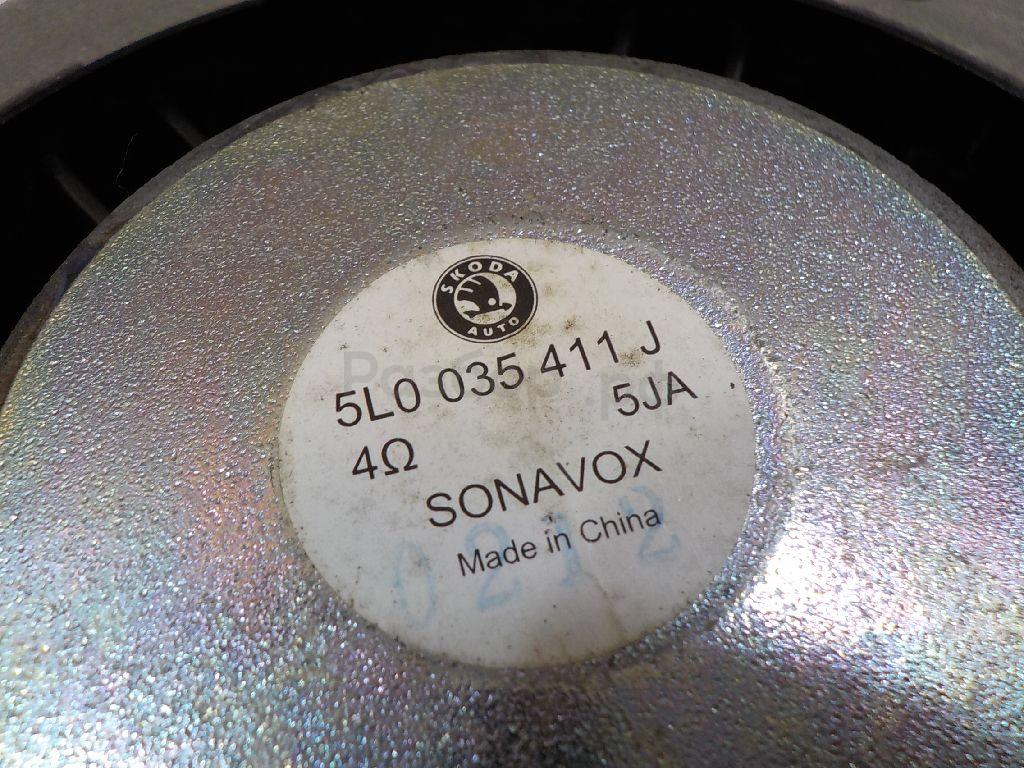 SKODA
AUTO
5L0 035 411 J
5JA
4Ω
SONAVOX
Made in China
0212